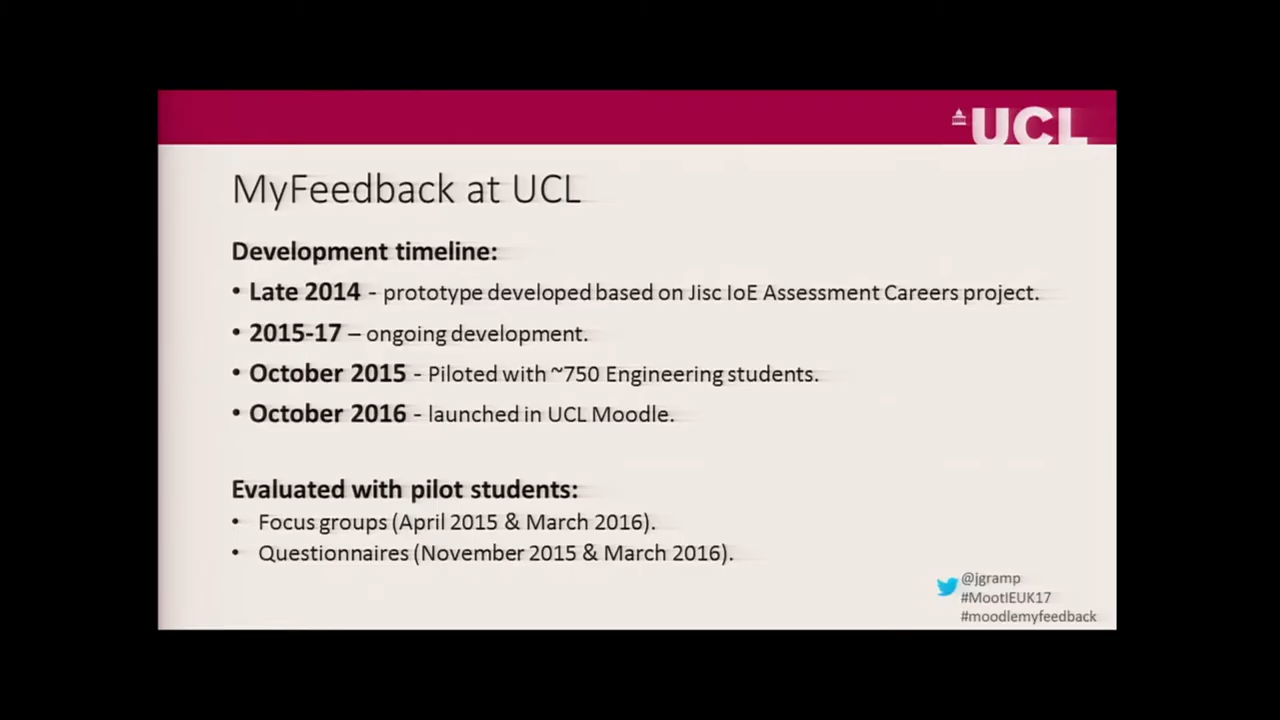 UCL
MyFeedback at UCL
Development timeline:
• Late 2014 - prototype developed based on Jisc IoE Assessment Careers project.
• 2015-17 – ongoing development.
• October 2015 - Piloted with ~750 Engineering students.
• October 2016 - launched in UCL Moodle.
Evaluated with pilot students:
• Focus groups (April 2015 & March 2016).
• Questionnaires (November 2015 & March 2016).
@jgramp
#MootIEUK17
#moodlemyfeedback